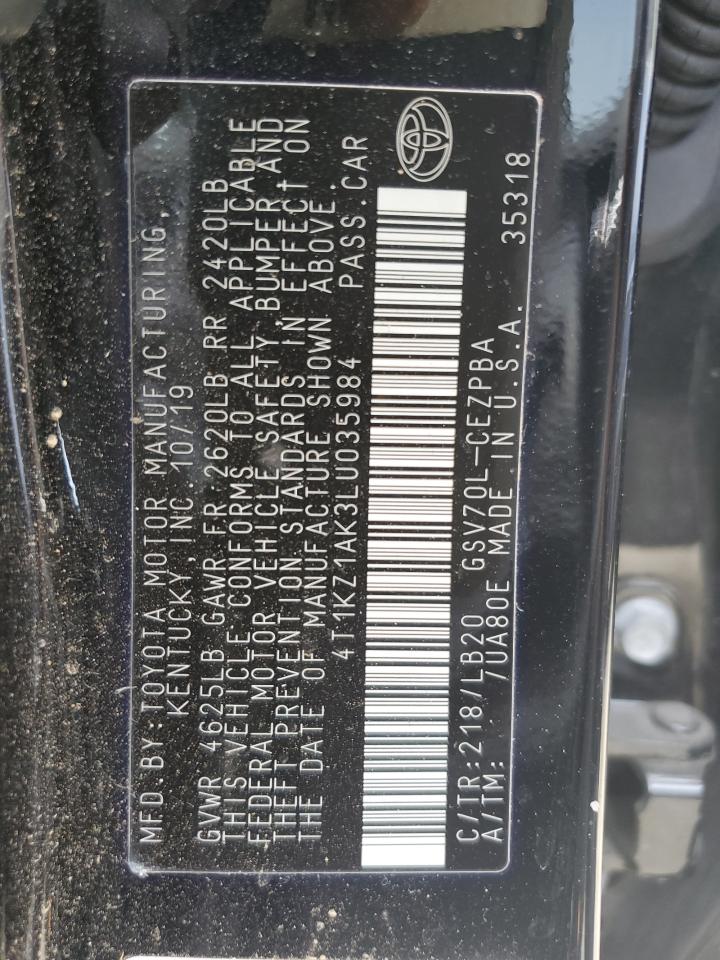 MFD.BY:TOYOTA MOTOR MANUFACTURING,
KENTUCKY,INC. 10/19
GVWR 4625LB GAWR FR 2620LB RR 2420LB
THIS VEHICLE CONFORMS TO ALL APPLICABLE
FEDERAL MOTOR VEHICLE SAFETY, BUMPER, AND
THEFT PREVENTION STANDARDS IN EFFECT ON
THE DATE OF MANUFACTURE SHOWN ABOVE.
4T1KZ1AK3LU035984 PASS.CAR
C/TR:218/LB20 GSV70L-CEZPBA
A/TM: /UA80E MADE IN U.S.A. 35318